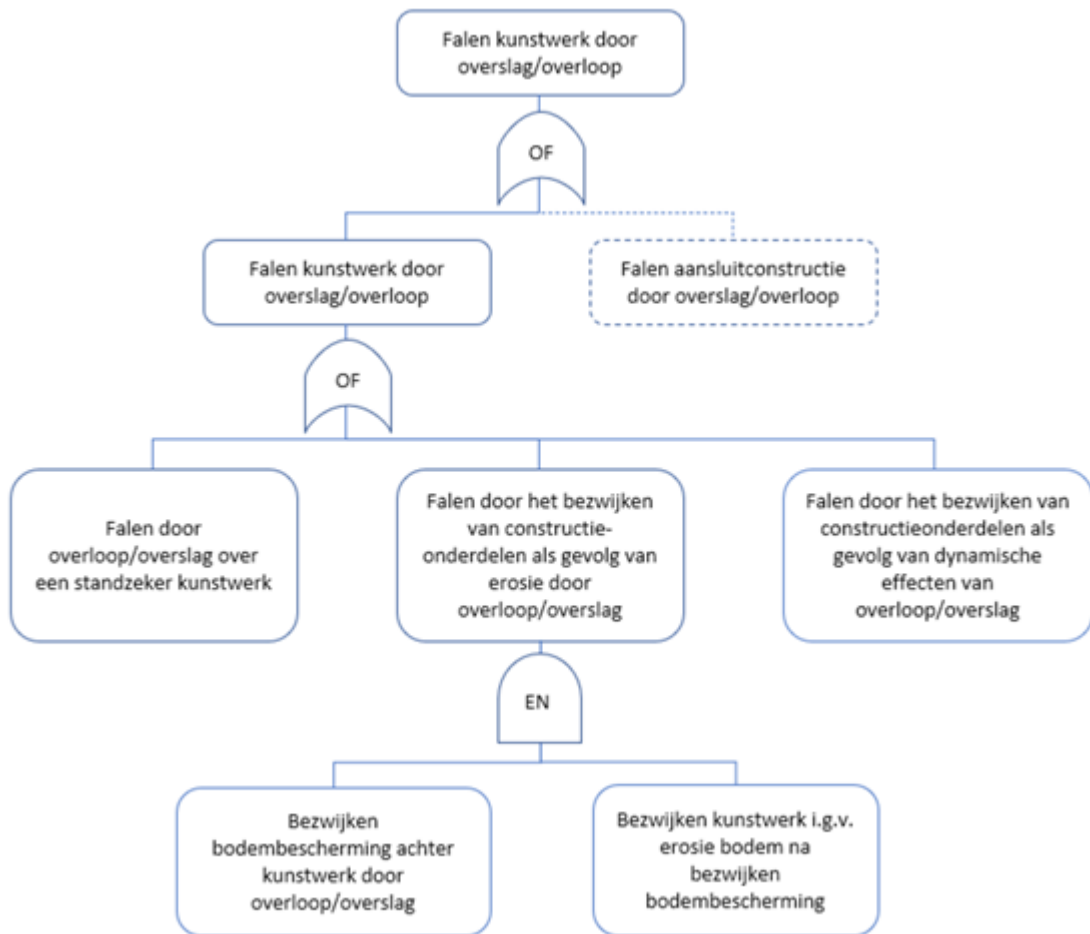 Falen kunstwerk door
overslag/overloop
OF
Falen kunstwerk door
overslag/overloop
Falen aansluitconstructie
door overslag/overloop
OF
Falen door
overloop/overslag over
een standzeker kunstwerk
Falen door het bezwijken
van constructie-
onderdelen als gevolg van
erosie door
overloop/overslag
Falen door het bezwijken van
constructieonderdelen als
gevolg van dynamische
effecten van
overloop/overslag
EN
Bezwijken
bodembescherming achter
kunstwerk door
overloop/overslag
Bezwijken kunstwerk i.g.v.
erosie bodem na
bezwijken
bodembescherming